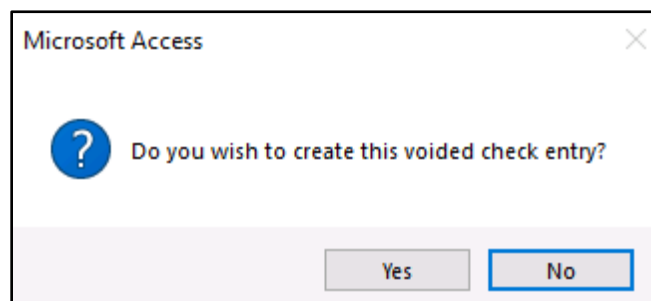 Microsoft Access
Do you wish to create this voided check entry?
Yes No